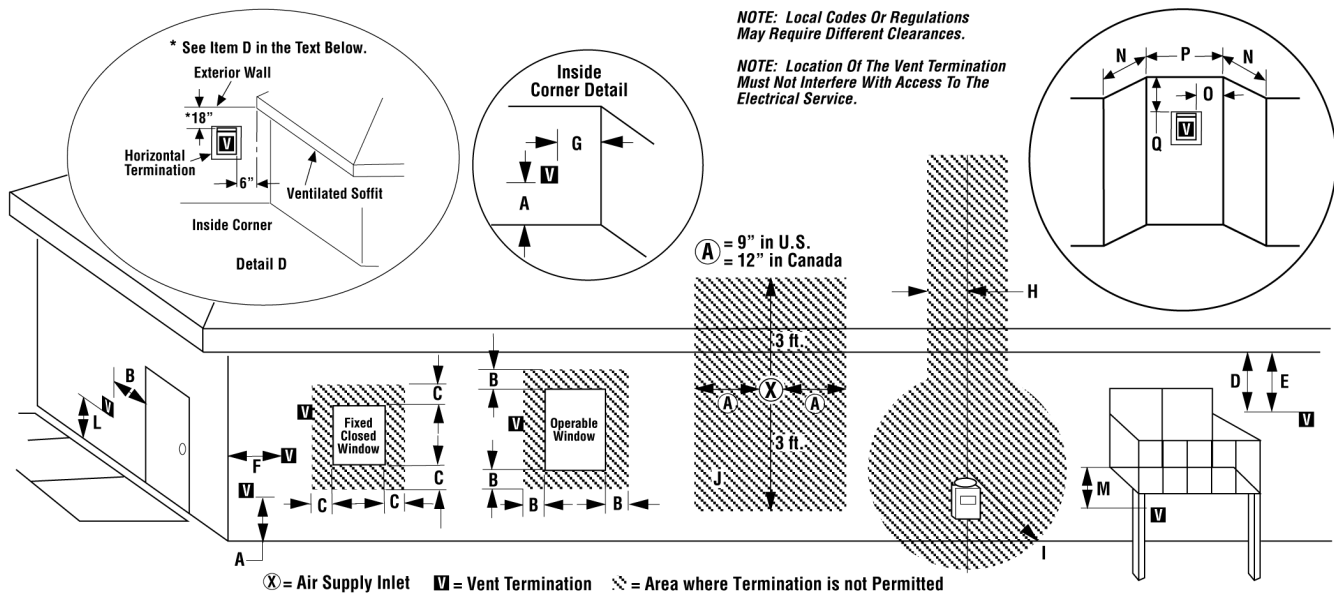 * See Item D in the Text Below.
Exterior Wall
*18"
V
Horizontal
Termination
6"
Ventilated Soffit
Inside Corner
Detail D
Inside
Corner Detail
G
V
A
NOTE: Local Codes Or Regulations
May Require Different Clearances.
NOTE: Location Of The Vent Termination
Must Not Interfere With Access To The
Electrical Service.
N
P
N
O
V
Q
A = 9" in U.S.
= 12" in Canada
H
3 ft.
X
A
A
3 ft.
J
I
B
V
L
F
V
V
A
V
Fixed
Closed
Window
C
C
C
C
V
Operable
Window
B
B
B
B
D
E
V
M
V
X = Air Supply Inlet V = Vent Termination = Area where Termination is not Permitted